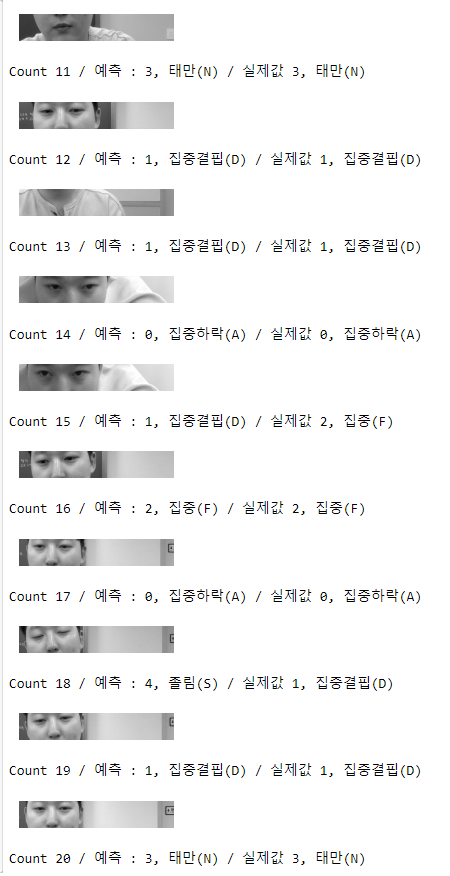 Count 11 / 예측 : 3, 태만(N) / 실제값 3, 태만(N)
Count 12 / 예측 : 1, 집중결핍(D) / 실제값 1, 집중결핍(D)
Count 13 / 예측 : 1, 집중결핍(D) / 실제값 1, 집중결핍(D)
Count 14 / 예측 : 0, 집중하락(A) / 실제값 0, 집중하락(A)
Count 15 / 예측 : 1, 집중결핍(D) / 실제값 2, 집중(F)
Count 16 / 예측 : 2, 집중(F) / 실제값 2, 집중(F)
Count 17 / 예측 : 0, 집중하락(A) / 실제값 0, 집중하락(A)
Count 18 / 예측 : 4, 졸림(S) / 실제값 1, 집중결핍(D)
Count 19 / 예측 : 1, 집중결핍(D) / 실제값 1, 집중결핍(D)
Count 20 / 예측 : 3, 태만(N) / 실제값 3, 태만(N)